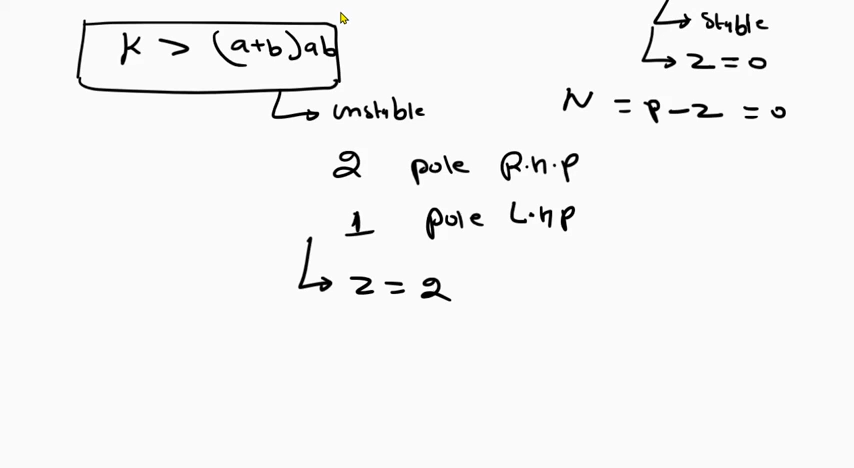 K > (a+b)ab
unstable
2 pole R.h.p
1 pole L.h.p
z = 2
stable
z = 0
N = P - z = 0